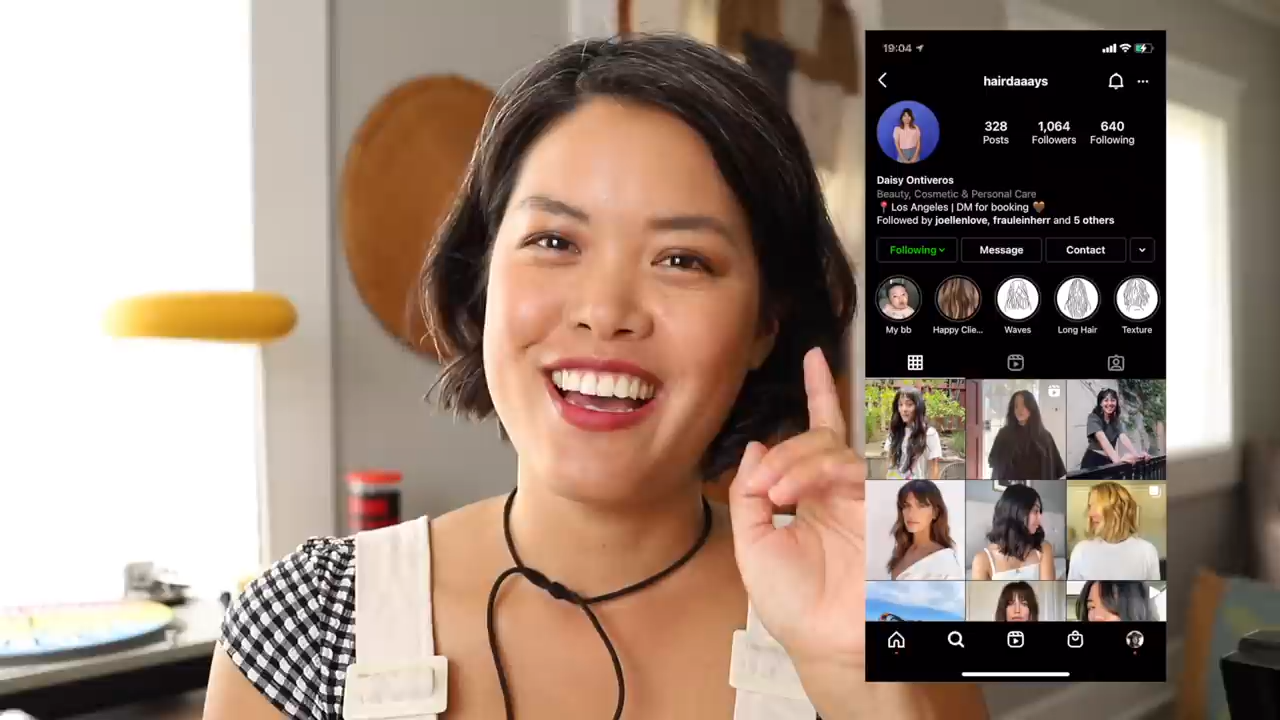 19:04
hairdaaays
328 1,064 640
Posts Followers Following
Daisy Ontiveros
Beauty, Cosmetic & Personal Care
📍 Los Angeles | DM for booking 🤎
Followed by joellenlove, frauleinherr and 5 others
Following Message Contact
My bb Happy Clie... Waves Long Hair Texture